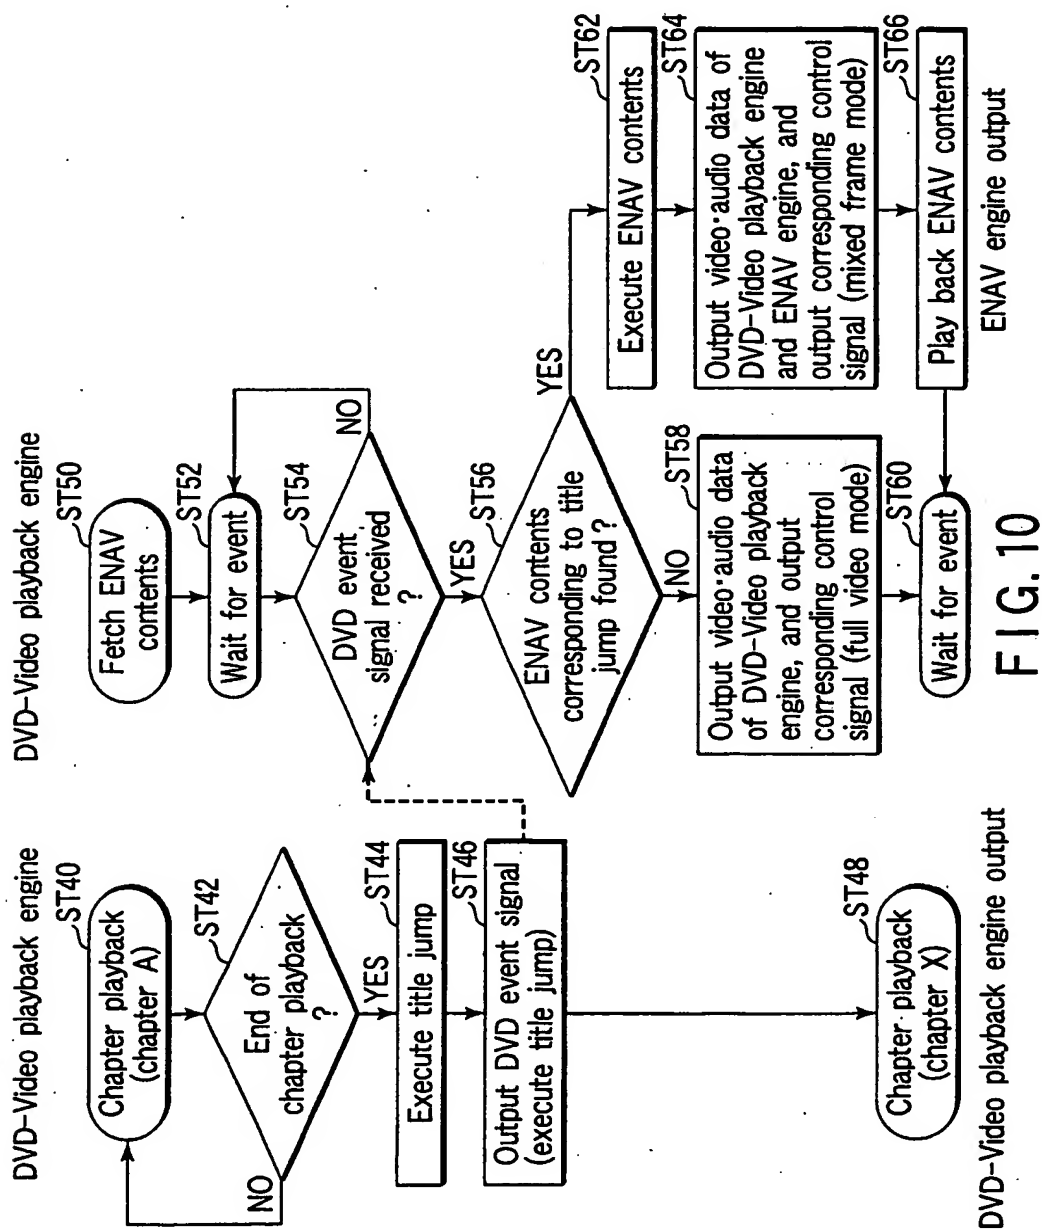 DVD-Video playback engine
ST40
Chapter playback
(chapter A)
ST42
End of
chapter playback
?
NO
YES
ST44
Execute title jump
ST46
Output DVD event signal
(execute title jump)
ST48
Chapter playback
(chapter X)
DVD-Video playback engine output
DVD-Video playback engine
ST50
Fetch ENAV
contents
ST52
Wait for event
ST54
DVD event
signal received
?
NO
YES
ST56
ENAV contents
corresponding to title
jump found ?
YES
NO
ST58
Output video·audio data
of DVD-Video playback
engine, and output
corresponding control
signal (full video mode)
ST60
Wait for event
ST62
Execute ENAV contents
ST64
Output video·audio data of
DVD-Video playback engine
and ENAV engine, and
output corresponding control
signal (mixed frame mode)
ST66
Play back ENAV contents
ENAV engine output
FIG. 10